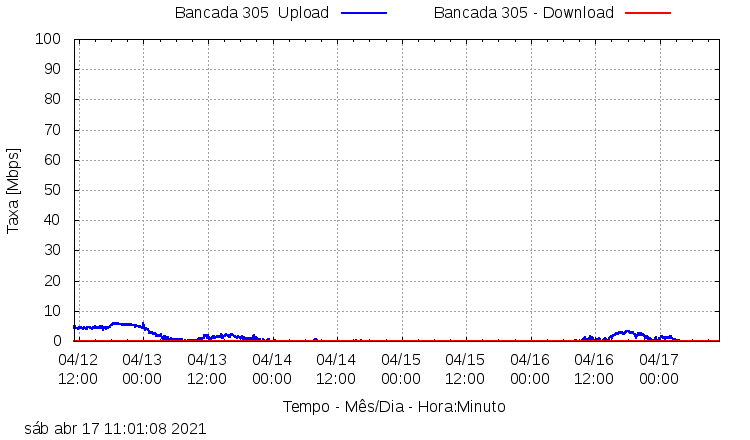 Bancada 305  Upload
Bancada 305 - Download
100
90
80
70
60
50
40
30
20
10
0
Taxa [Mbps]
04/12 04/13 04/13 04/14 04/14 04/15 04/15 04/16 04/16 04/17
12:00 00:00 12:00 00:00 12:00 00:00 12:00 00:00 12:00 00:00
Tempo - Mês/Dia - Hora:Minuto
sáb abr 17 11:01:08 2021